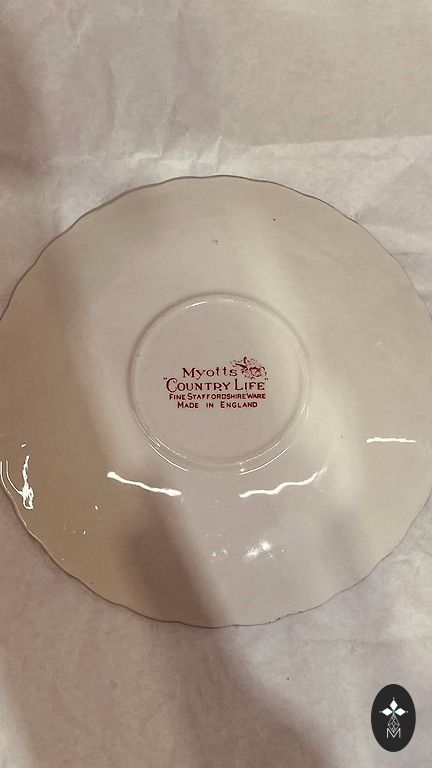 Myotts
"COUNTRY LIFE"
FINE STAFFORDSHIRE WARE
MADE IN ENGLAND
M